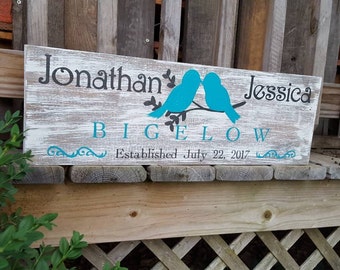 Jonathan Jessica
BIGELOW
Established July 22, 2017